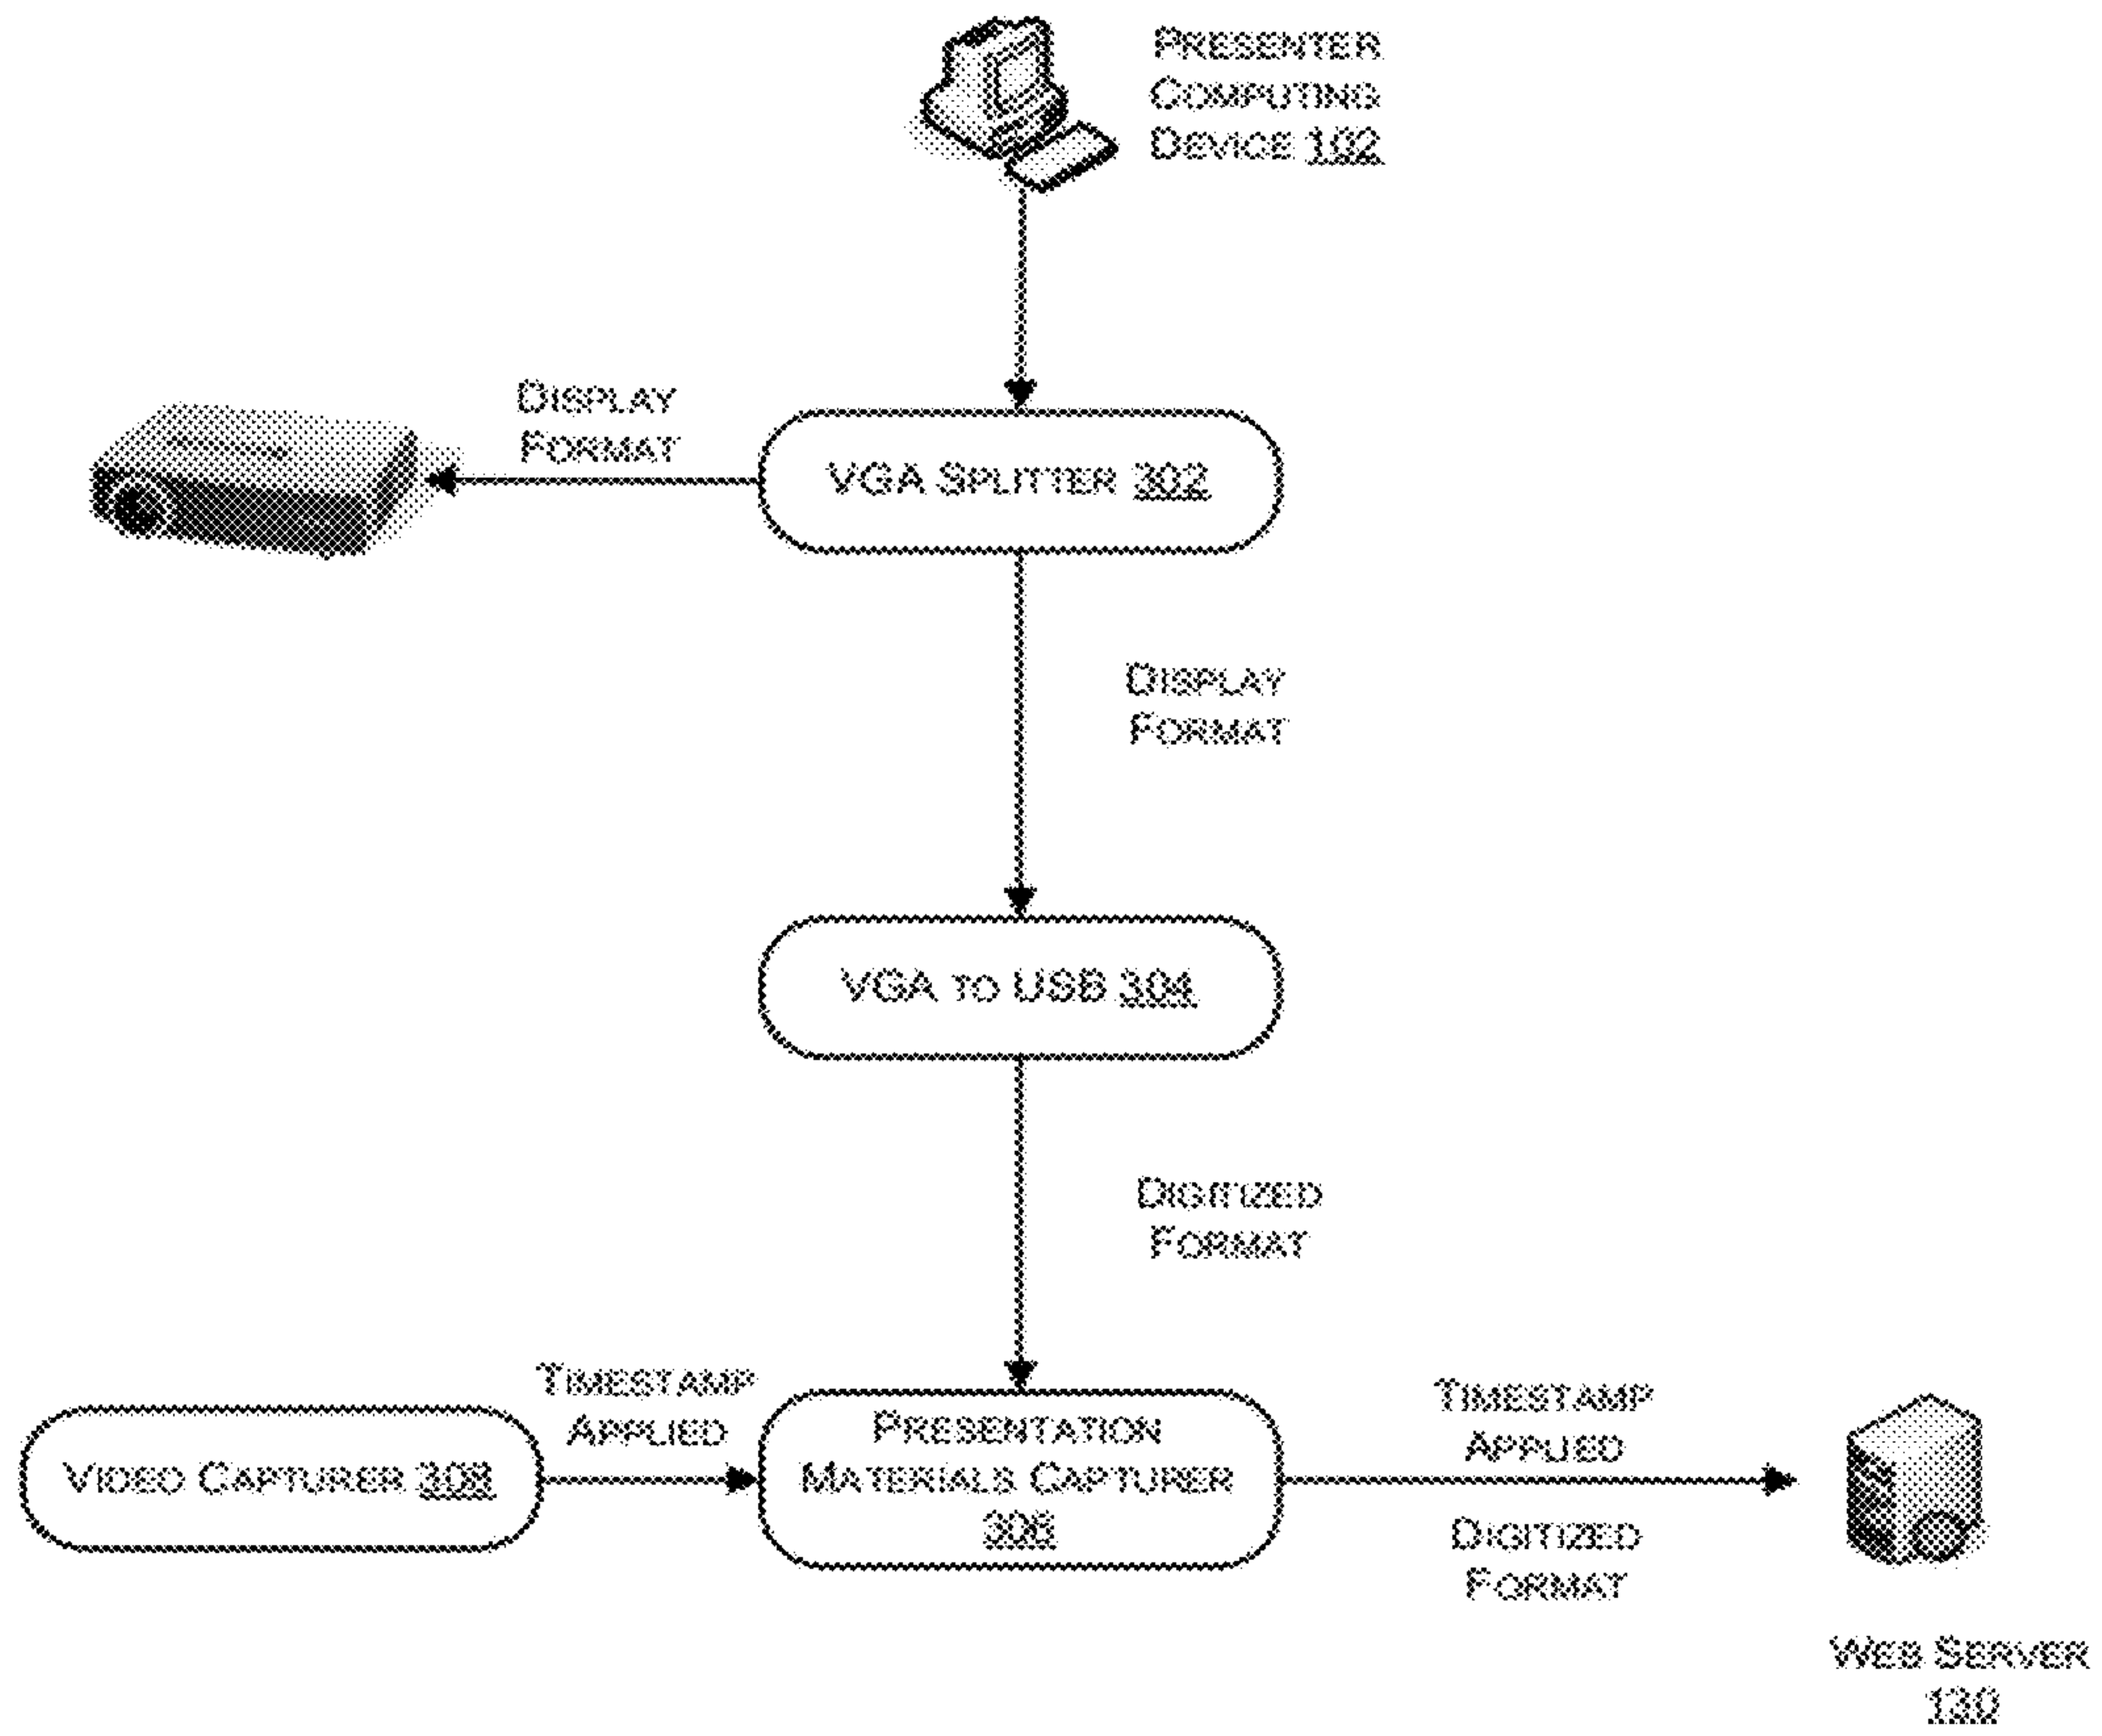 PRESENTER
COMPUTING
DEVICE 102
DISPLAY
FORMAT
VGA SPLITTER 302
DISPLAY
FORMAT
VGA TO USB 304
DIGITIZED
FORMAT
TIMESTAMP
APPLIED
VIDEO CAPTURER 308
PRESENTATION
MATERIALS CAPTURER
306
TIMESTAMP
APPLIED
DIGITIZED
FORMAT
WEB SERVER
120